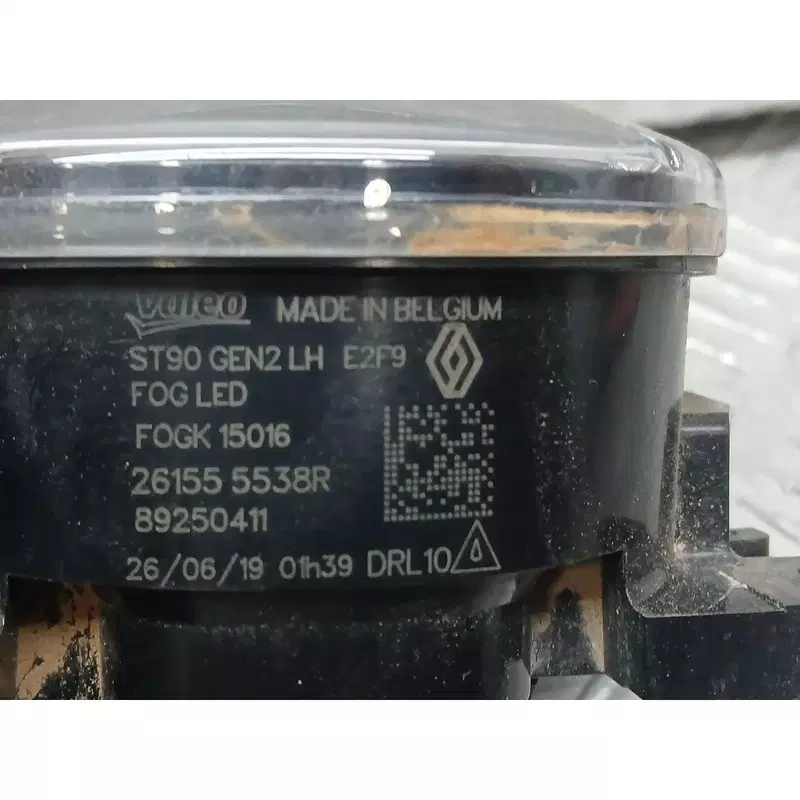 Valeo MADE IN BELGIUM
ST90 GEN2 LH E2F9
FOG LED
FOGK 15016
26155 5538R
89250411
26/06/19 01h39 DRL10